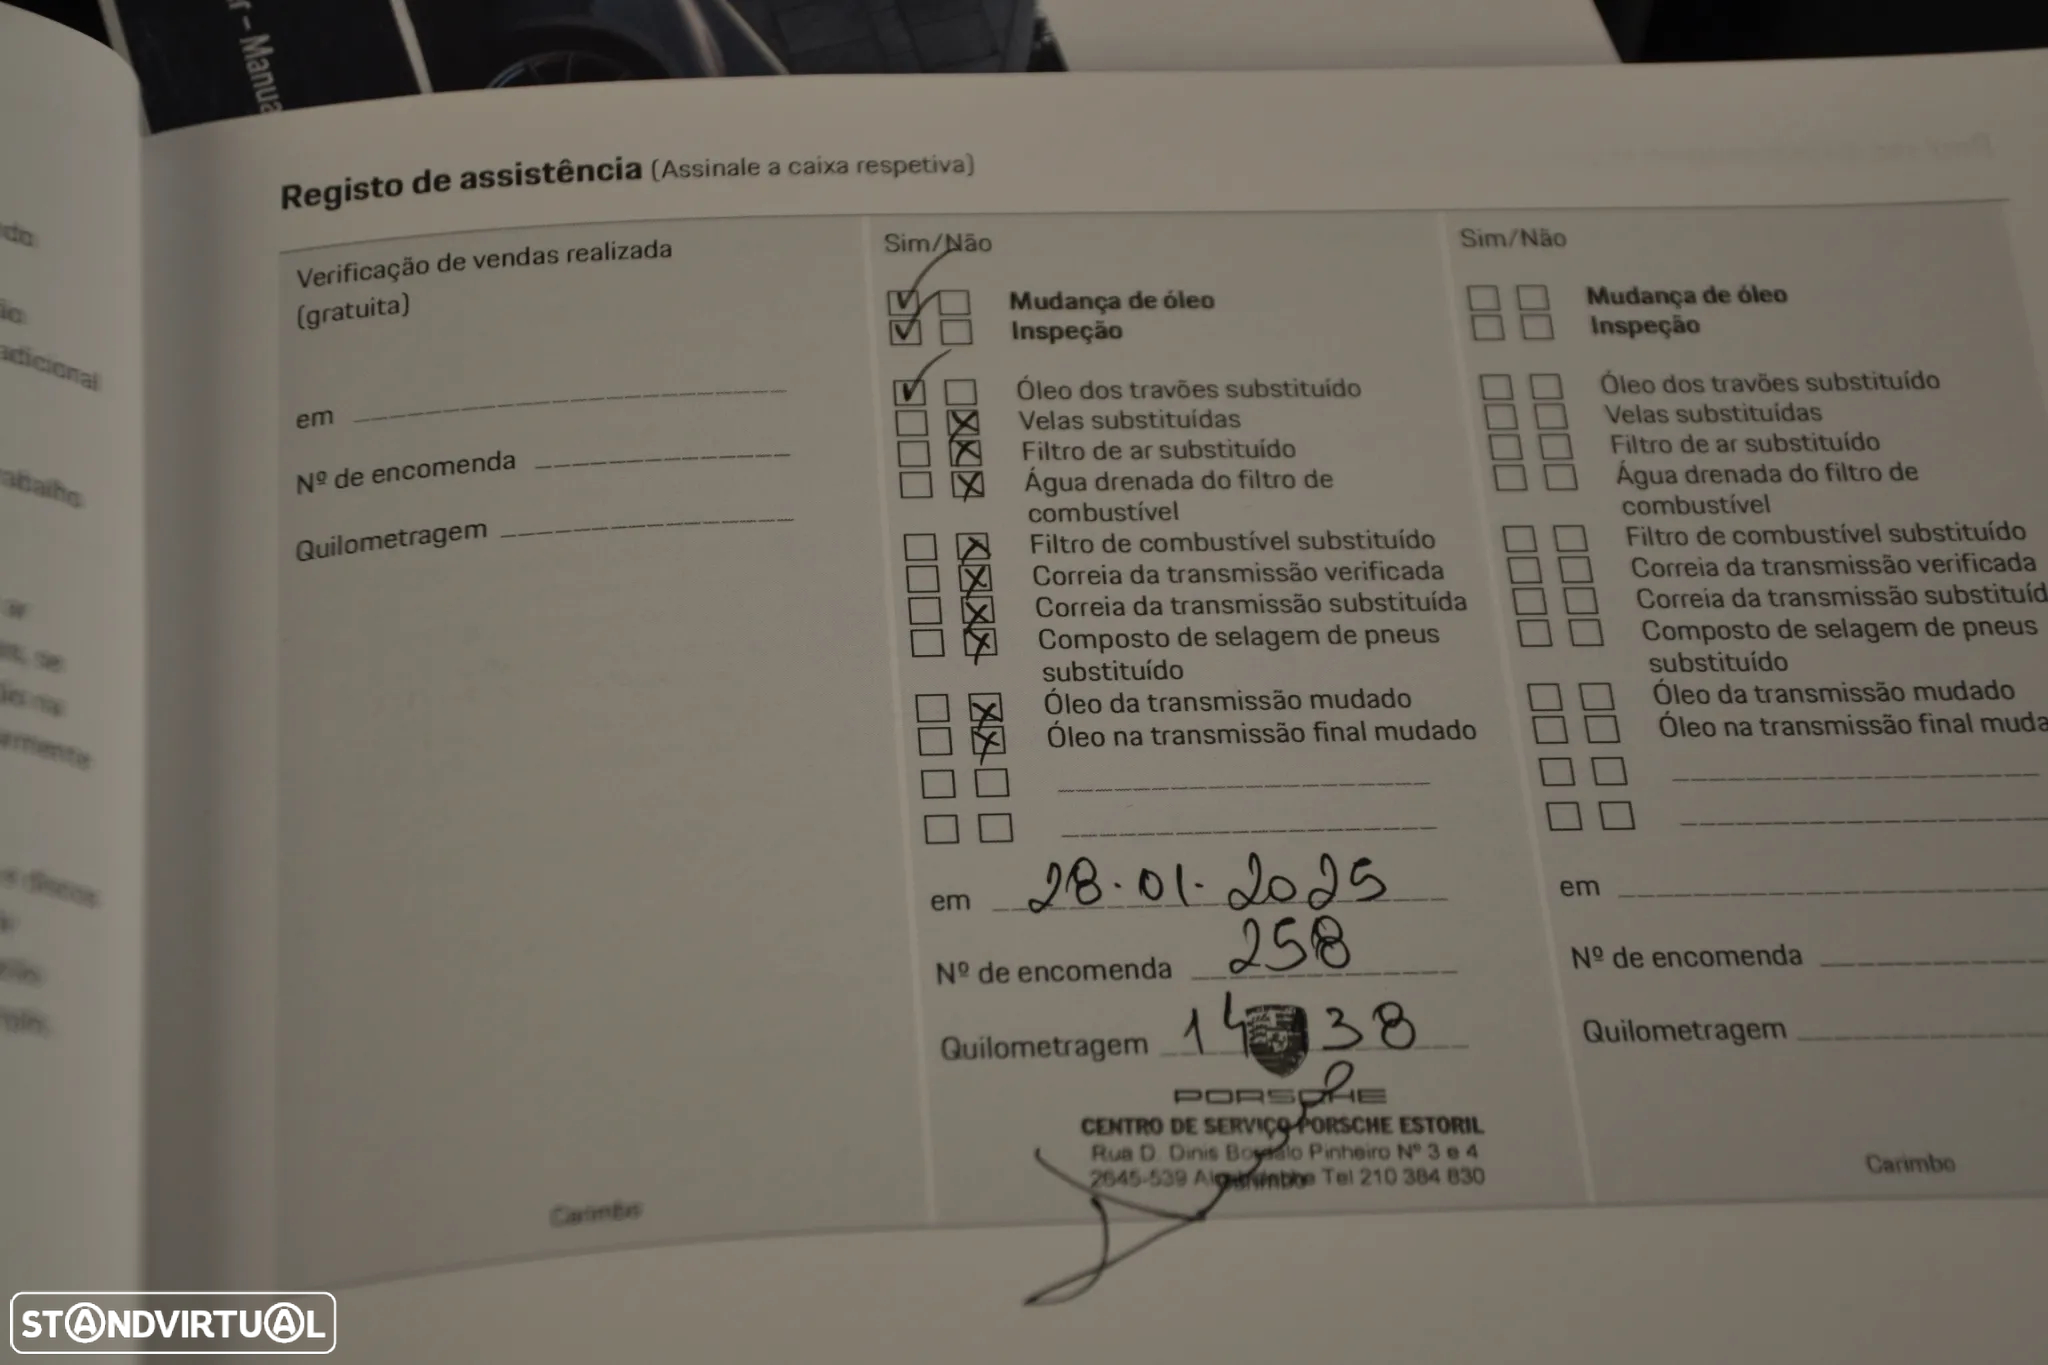 r – Manua
Registo de assistência (Assinale a caixa respetiva)
Verificação de vendas realizada
(gratuita)
em
Nº de encomenda
Quilometragem
Carimbo
Sim/Não
Mudança de óleo
Inspeção
Óleo dos travões substituído
Velas substituídas
Filtro de ar substituído
Água drenada do filtro de
combustível
Filtro de combustível substituído
Correia da transmissão verificada
Correia da transmissão substituída
Composto de selagem de pneus
substituído
Óleo da transmissão mudado
Óleo na transmissão final mudado
em 28.01.2025
Nº de encomenda 258
Quilometragem 14 38
PORSCHE
CENTRO DE SERVIÇO PORSCHE ESTORIL
Rua D. Dinis Bordalo Pinheiro Nº 3 e 4
2645-539 Tel 210 384 830
Carimbo
Sim/Não
Mudança de óleo
Inspeção
Óleo dos travões substituído
Velas substituídas
Filtro de ar substituído
Água drenada do filtro de
combustível
Filtro de combustível substituído
Correia da transmissão verificada
Correia da transmissão substituíd
Composto de selagem de pneus
substituído
Óleo da transmissão mudado
Óleo na transmissão final muda
em
Nº de encomenda
Quilometragem
Carimbo
do
adicional
STANDVIRTUAL